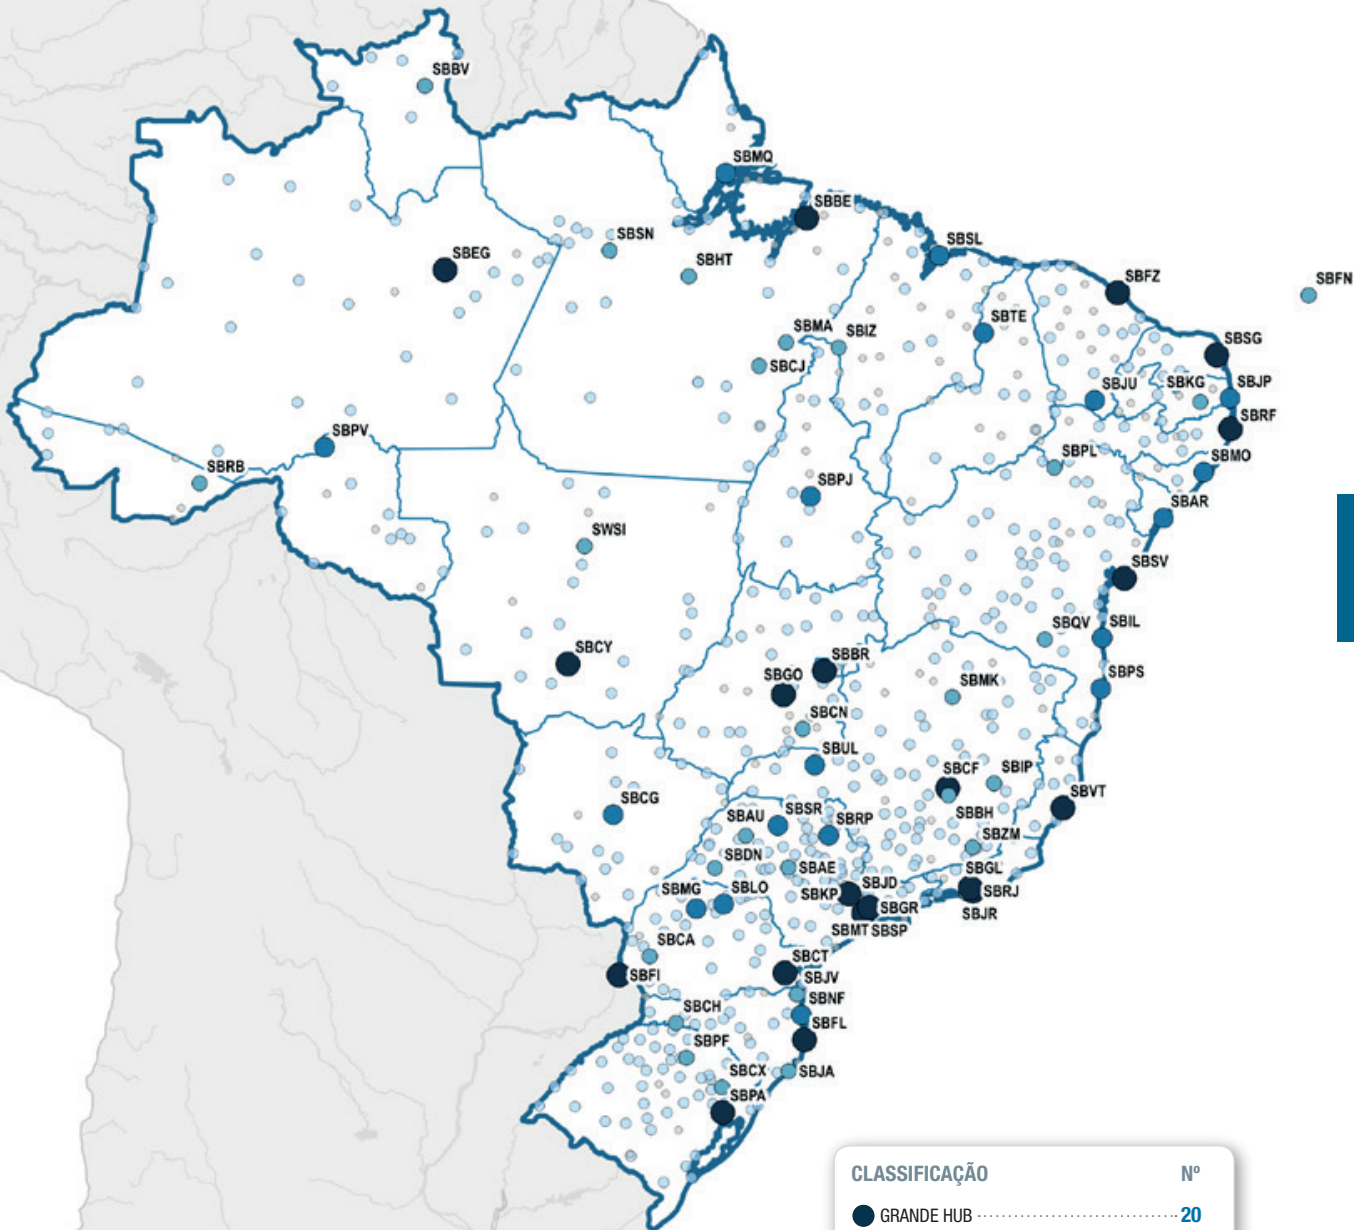 SBBV
SBMQ
SBBE
SBSN
SBSL
SBEG
SBHT
SBFZ
SBFN
SBTE
SBMA
SBIZ
SBSG
SBCJ
SBJU
SBKG
SBJP
SBRF
SBPV
SBPL
SBMO
SBRB
SBPJ
SBAR
SWSI
SBSV
SBQV
SBIL
SBCY
SBBR
SBGO
SBPS
SBMK
SBCN
SBUL
SBCF
SBIP
SBVT
SBCG
SBAU
SBSR
SBRP
SBBH
SBZM
SBDN
SBAE
SBGL
SBMG
SBLO
SBKP
SBJD
SBRJ
SBGR
SBJR
SBMT
SBSP
SBCA
SBCT
SBFI
SBJV
SBNF
SBCH
SBFL
SBPF
SBCX
SBJA
SBPA
CLASSIFICAÇÃO Nº
GRANDE HUB 20